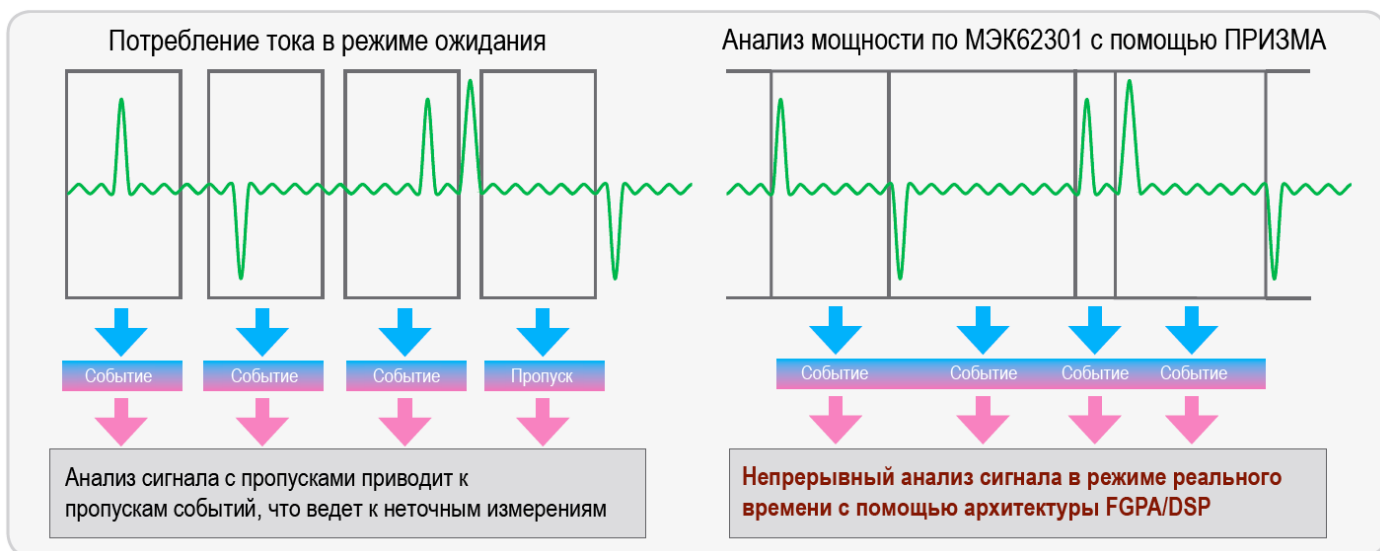 Потребление тока в режиме ожидания
Анализ мощности по МЭК62301 с помощью ПРИЗМА
Событие
Событие
Событие
Пропуск
Событие
Событие
Событие
Событие
Анализ сигнала с пропусками приводит к
пропускам событий, что ведет к неточным измерениям
Непрерывный анализ сигнала в режиме реального
времени с помощью архитектуры FGPA/DSP